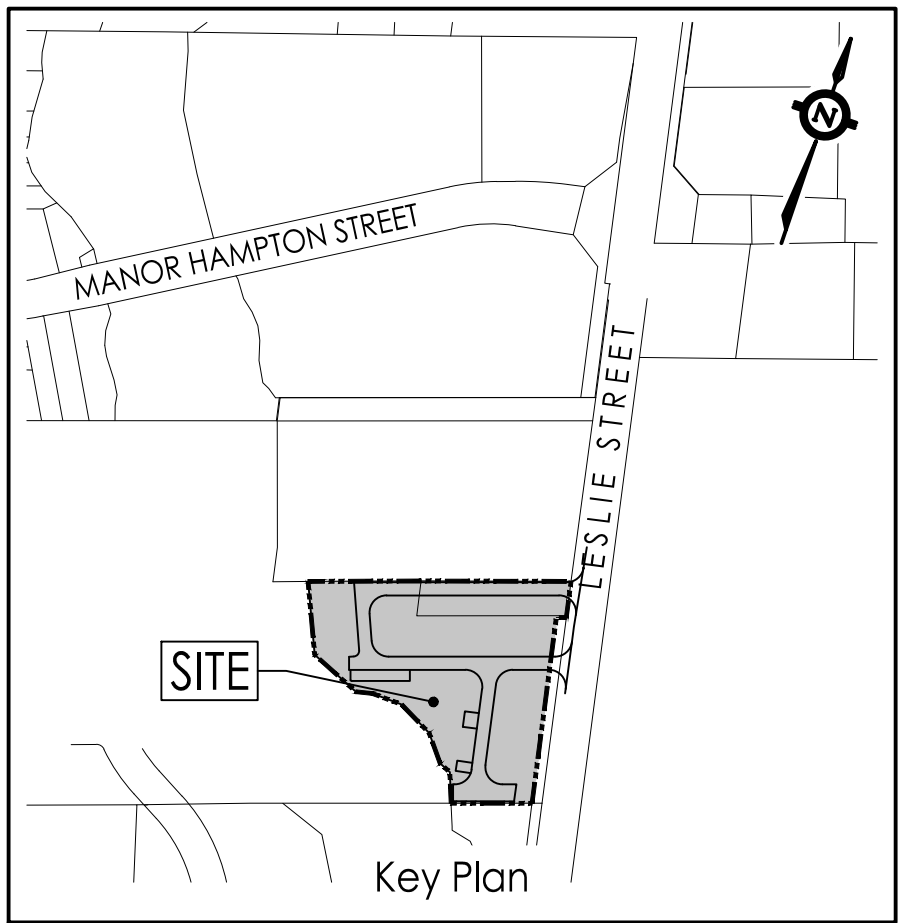 N
MANOR HAMPTON STREET
LESLIE STREET
SITE
Key Plan